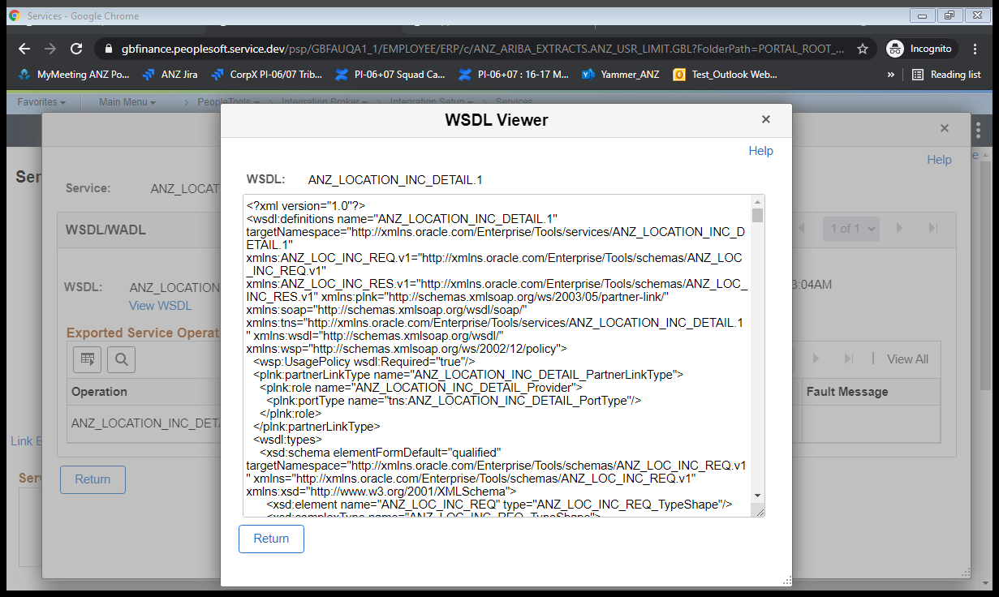 Services - Google Chrome
gbfinance.peoplesoft.service.dev/psp/GBFAUQA1_1/EMPLOYEE/ERP/c/ANZ_ARIBA_EXTRACTS.ANZ_USR_LIMIT.GBL?FolderPath=PORTAL_ROOT_...
Incognito
MyMeeting ANZ Po...
ANZ Jira
CorpX PI-06/07 Trib...
PI-06+07 Squad Ca...
PI-06+07 : 16-17 M...
Yammer_ANZ
Test_Outlook Web...
»
Reading list
Favorites
Main Menu
PeopleTools
Integration Broker
Integration Setup
Services
WSDL Viewer
Help
Help
Ser
Service: ANZ_LOCAT
WSDL: ANZ_LOCATION_INC_DETAIL.1
WSDL/WADL
1 of 1
<?xml version="1.0"?>
<wsdl:definitions name="ANZ_LOCATION_INC_DETAIL.1"
targetNamespace="http://xmlns.oracle.com/Enterprise/Tools/services/ANZ_LOCATION_INC_D
ETAIL.1"
xmlns:ANZ_LOC_INC_REQ.v1="http://xmlns.oracle.com/Enterprise/Tools/schemas/ANZ_LOC
_INC_REQ.v1"
xmlns:ANZ_LOC_INC_RES.v1="http://xmlns.oracle.com/Enterprise/Tools/schemas/ANZ_LOC_
INC_RES.v1" xmlns:plnk="http://schemas.xmlsoap.org/ws/2003/05/partner-link/"
xmlns:soap="http://schemas.xmlsoap.org/wsdl/soap/"
xmlns:tns="http://xmlns.oracle.com/Enterprise/Tools/services/ANZ_LOCATION_INC_DETAIL.1
" xmlns:wsdl="http://schemas.xmlsoap.org/wsdl/"
xmlns:wsp="http://schemas.xmlsoap.org/ws/2002/12/policy">
<wsp:UsagePolicy wsdl:Required="true"/>
<plnk:partnerLinkType name="ANZ_LOCATION_INC_DETAIL_PartnerLinkType">
<plnk:role name="ANZ_LOCATION_INC_DETAIL_Provider">
<plnk:portType name="tns:ANZ_LOCATION_INC_DETAIL_PortType"/>
</plnk:role>
</plnk:partnerLinkType>
<wsdl:types>
<xsd:schema elementFormDefault="qualified"
targetNamespace="http://xmlns.oracle.com/Enterprise/Tools/schemas/ANZ_LOC_INC_REQ.v1
" xmlns="http://xmlns.oracle.com/Enterprise/Tools/schemas/ANZ_LOC_INC_REQ.v1"
xmlns:xsd="http://www.w3.org/2001/XMLSchema">
<xsd:element name="ANZ_LOC_INC_REQ" type="ANZ_LOC_INC_REQ_TypeShape"/>
<xsd:complexType name="ANZ_LOC_INC_REQ_TypeShape">
WSDL: ANZ_LOCATION
3:04AM
View WSDL
Exported Service Operat
View All
Operation
Fault Message
ANZ_LOCATION_INC_DETA
Link E
Serv
Return
Return